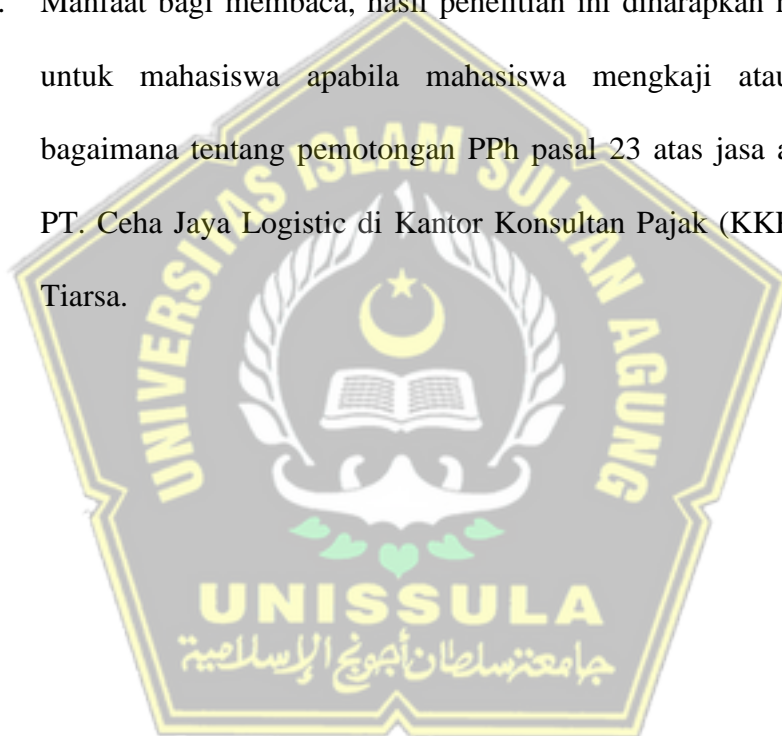 Manfaat bagi membaca, hasil penelitian ini diharapkan
untuk mahasiswa apabila mahasiswa mengkaji atau
bagaimana tentang pemotongan PPh pasal 23 atas jasa
PT. Ceha Jaya Logistic di Kantor Konsultan Pajak (KKP
Tiarsa.
UNIVERSITAS ISLAM SULTAN AGUNG
UNISSULA
جامعة سلطان أجونج الإسلامية